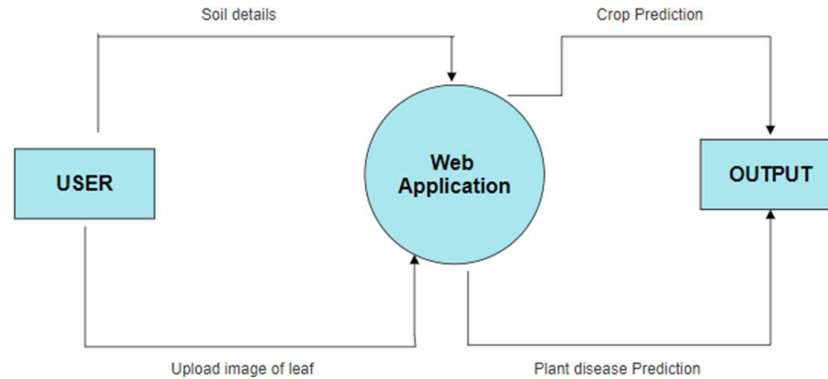 Soil details
Crop Prediction
USER
Web
Application
OUTPUT
Upload image of leaf
Plant disease Prediction